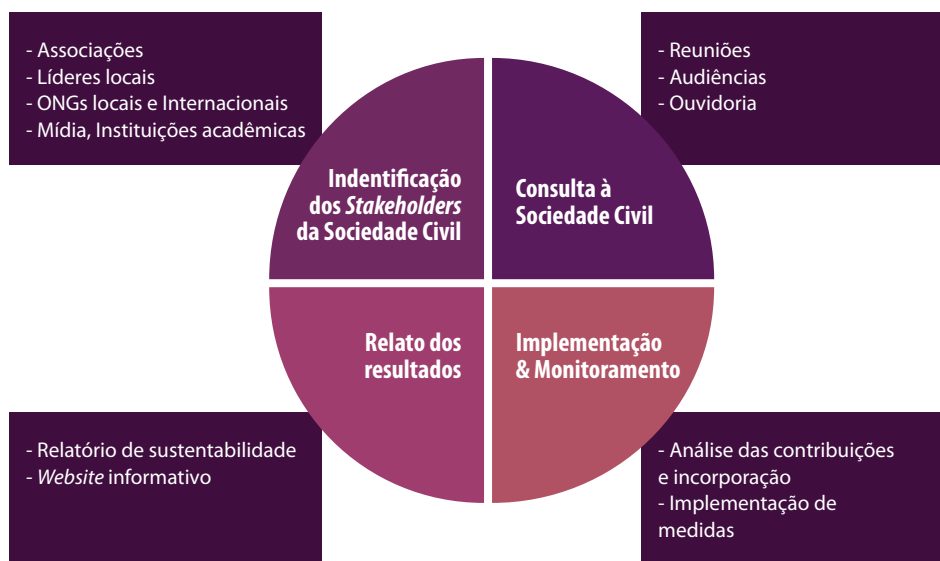 - Associações
- Líderes locais
- ONGs locais e Internacionais
- Mídia, Instituições acadêmicas
- Reuniões
- Audiências
- Ouvidoria
Indentificação
dos Stakeholders
da Sociedade Civil
Consulta à
Sociedade Civil
Relato dos
resultados
Implementação
& Monitoramento
- Relatório de sustentabilidade
- Website informativo
- Análise das contribuições
e incorporação
- Implementação de
medidas